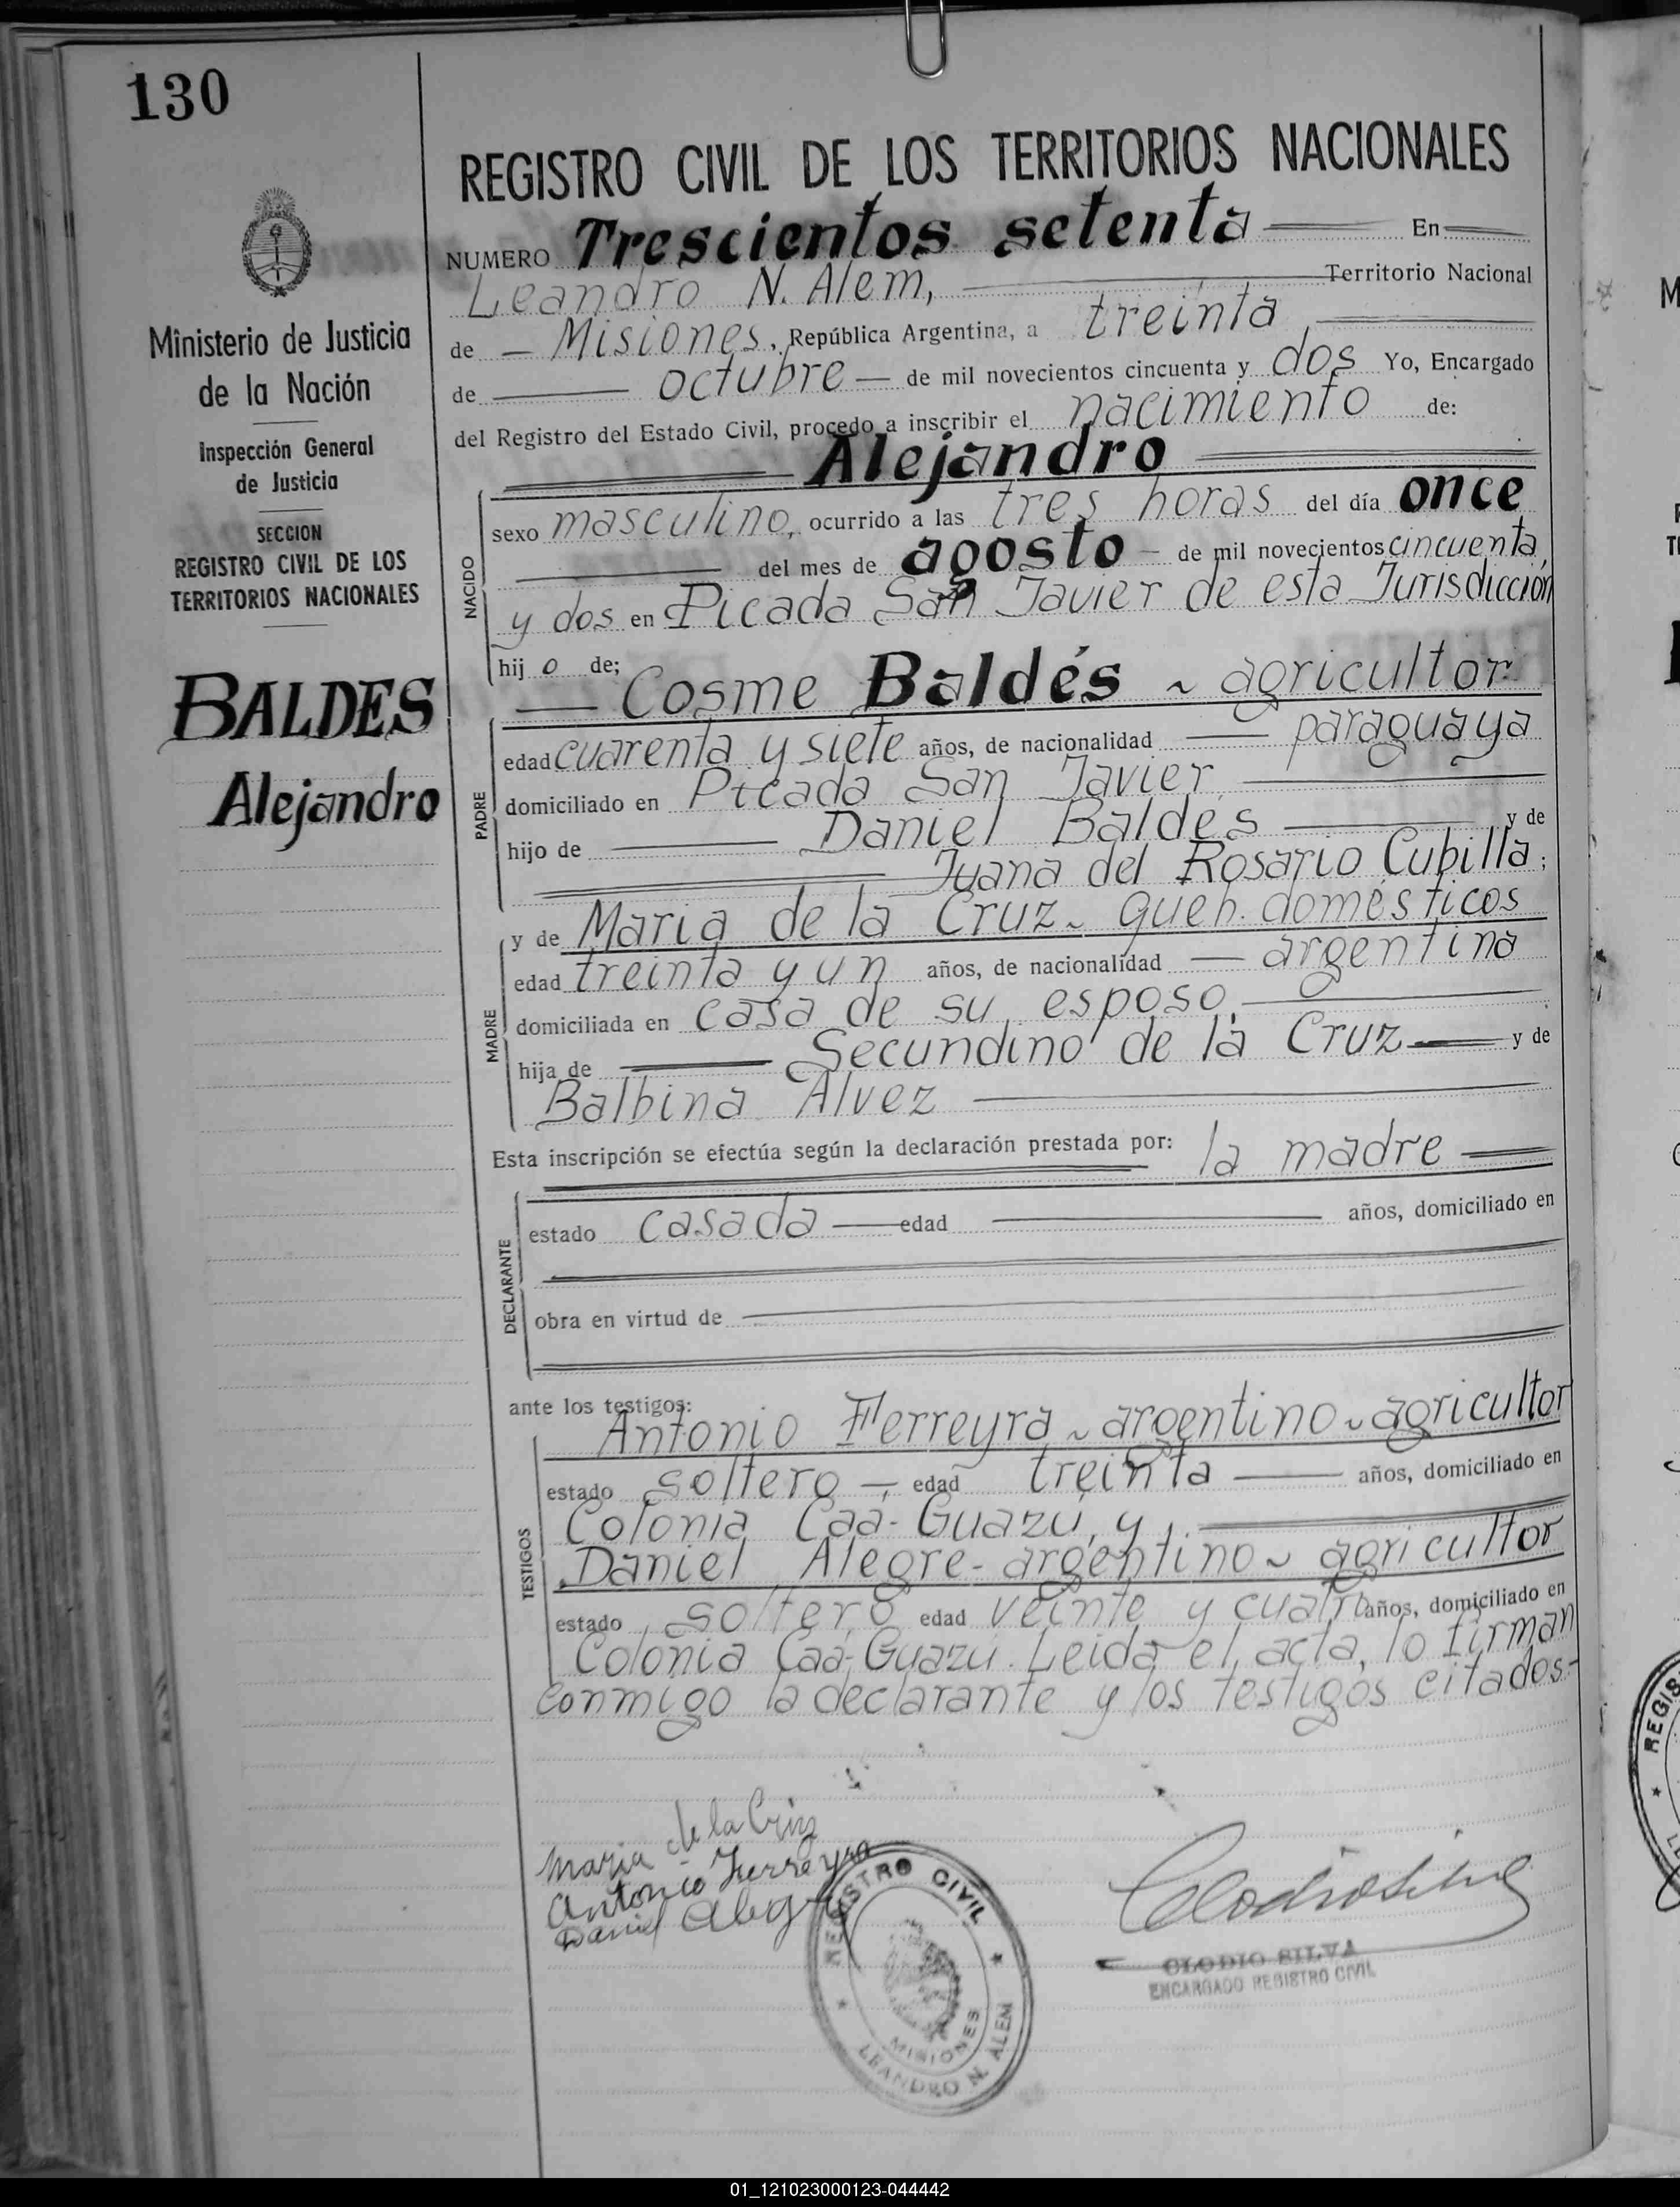 130
REGISTRO CIVIL DE LOS TERRITORIOS NACIONALES
NUMERO Trescientos setenta En
Leandro N. Alem, Territorio Nacional
de Misiones, República Argentina, a treinta,
de octubre de mil novecientos cincuenta y dos Yo, Encargado
del Registro del Estado Civil, procedo a inscribir el nacimiento de:
Alejandro
NACIDO
sexo masculino, ocurrido a las tres horas del día once
del mes de agosto de mil novecientos cincuenta
y dos en Picada San Javier de esta Jurisdicción
hijo de;
Cosme Baldés ~ agricultor
PADRE
edad cuarenta y siete años, de nacionalidad paraguaya
domiciliado en Picada San Javier
hijo de Daniel Baldés y de
Juana del Rosario Cubilla;
y de Maria de la Cruz ~ queh. domésticos
MADRE
edad treinta y un años, de nacionalidad argentina
domiciliada en casa de su esposo,
hija de Secundino de la Cruz y de
Balbina Alvez
Esta inscripción se efectúa según la declaración prestada por: la madre
DECLARANTE
estado casada edad años, domiciliado en
obra en virtud de
ante los testigos:
Antonio Ferreyra ~ argentino ~ agricultor
TESTIGOS
estado soltero -, edad treinta años, domiciliado en
Colonia Caá-Guazú, y
Daniel Alegre - argentino ~ agricultor
estado soltero edad veinte y cuatro años, domiciliado en
Colonia Caá-Guazú. Leida el acta, lo firman
conmigo la declarante y los testigos citados.-
Maria de la Cruz
Antonio Ferreyra
Daniel Alegre
REGISTRO CIVIL
MISIONES
LEANDRO N. ALEM
Clodio Silva
CLODIO SILVA
ENCARGADO REGISTRO CIVIL
Ministerio de Justicia
de la Nación
Inspección General
de Justicia
SECCION
REGISTRO CIVIL DE LOS
TERRITORIOS NACIONALES
BALDES
Alejandro
01_121023000123-044442